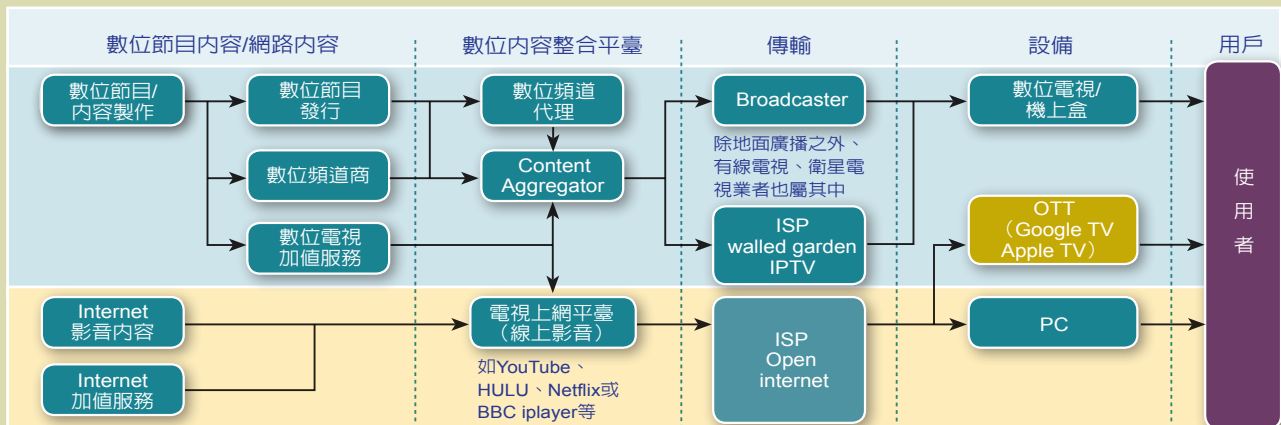 數位節目內容/網路內容
數位內容整合平臺
傳輸
設備
用戶
數位節目/
內容製作
數位節目
發行
數位頻道商
數位電視
加值服務
數位頻道
代理
Content
Aggregator
Broadcaster
除地面廣播之外、
有線電視、衛星電
視業者也屬其中
ISP
walled garden
IPTV
數位電視/
機上盒
OTT
（Google TV
Apple TV）
使
用
者
Internet
影音內容
Internet
加值服務
電視上網平臺
（線上影音）
如YouTube、
HULU、Netflix或
BBC iplayer等
ISP
Open
internet
PC